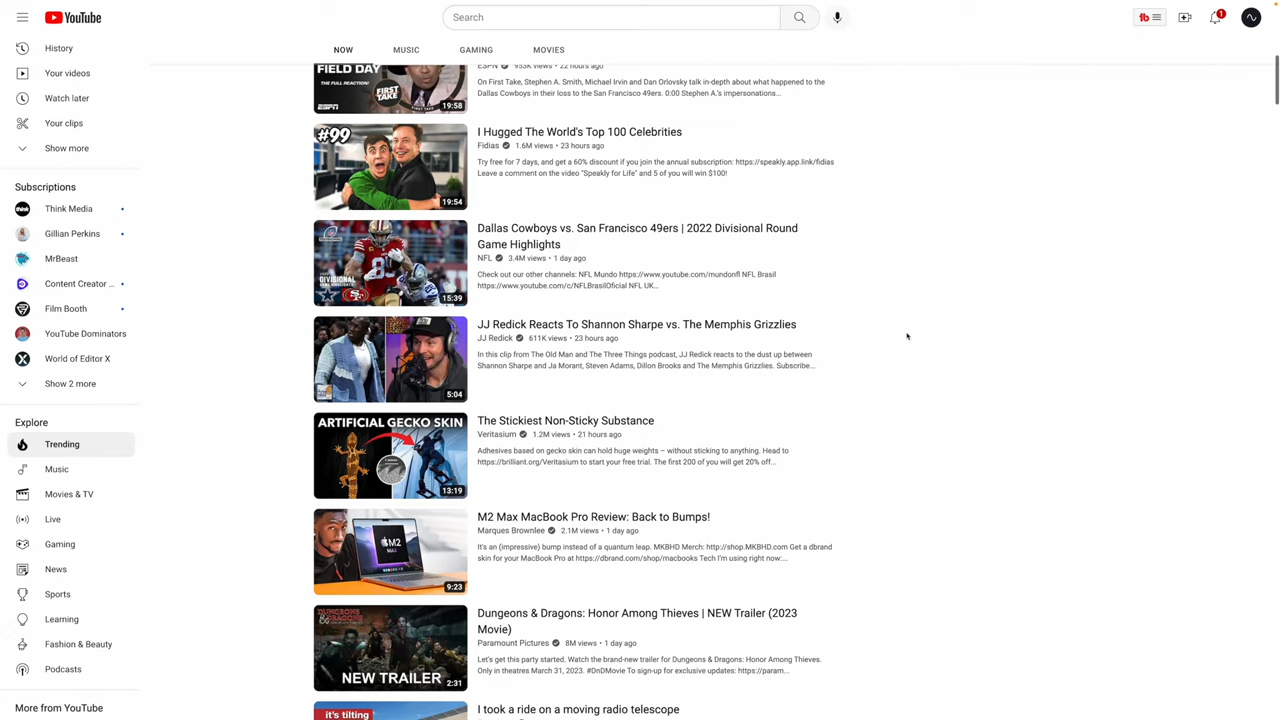 YouTube
Search
1
History
Your videos
Watch later
Your clips
Show more
Subscriptions
Think Media
Gillian Perkins
MrBeast
Content Creator ...
Film Booth
YouTube Dominators
World of Editor X
Show 2 more
Explore
Trending
Music
Movies & TV
Live
Gaming
News
Sports
Learning
Fashion & Beauty
Podcasts
More from YouTube
NOW MUSIC GAMING MOVIES
FIELD DAY
THE FULL REACTION!
FIRST TAKE
19:58
ESPN 953K views • 22 hours ago
On First Take, Stephen A. Smith, Michael Irvin and Dan Orlovsky talk in-depth about what happened to the
Dallas Cowboys in their loss to the San Francisco 49ers. 0:00 Stephen A.'s impersonations...
#99
19:54
I Hugged The World's Top 100 Celebrities
Fidias 1.6M views • 23 hours ago
Try free for 7 days, and get a 60% discount if you join the annual subscription: https://speakly.app.link/fidias
Leave a comment on the video "Speakly for Life" and 5 of you will win $100!
DIVISIONAL
15:39
Dallas Cowboys vs. San Francisco 49ers | 2022 Divisional Round
Game Highlights
NFL 3.4M views • 1 day ago
Check out our other channels: NFL Mundo https://www.youtube.com/mundonfl NFL Brasil
https://www.youtube.com/c/NFLBrasilOficial NFL UK...
5:04
JJ Redick Reacts To Shannon Sharpe vs. The Memphis Grizzlies
JJ Redick 611K views • 23 hours ago
In this clip from The Old Man and The Three Things podcast, JJ Redick reacts to the dust up between
Shannon Sharpe and Ja Morant, Steven Adams, Dillon Brooks and The Memphis Grizzlies. Subscribe...
ARTIFICIAL GECKO SKIN
13:19
The Stickiest Non-Sticky Substance
Veritasium 1.2M views • 21 hours ago
Adhesives based on gecko skin can hold huge weights – without sticking to anything. Head to
https://brilliant.org/Veritasium to start your free trial. The first 200 of you will get 20% off...
M2
MAX
9:23
M2 Max MacBook Pro Review: Back to Bumps!
Marques Brownlee 2.1M views • 1 day ago
It's an (impressive) bump instead of a quantum leap. MKBHD Merch: http://shop.MKBHD.com Get a dbrand
skin for your MacBook Pro at https://dbrand.com/shop/macbooks Tech I'm using right now:...
DUNGEONS & DRAGONS
NEW TRAILER
2:31
Dungeons & Dragons: Honor Among Thieves | NEW Trailer (2023
Movie)
Paramount Pictures 8M views • 1 day ago
Let's get this party started. Watch the brand-new trailer for Dungeons & Dragons: Honor Among Thieves.
Only in theatres March 31, 2023. #DnDMovie To sign-up for exclusive updates: https://param...
it's tilting
I took a ride on a moving radio telescope